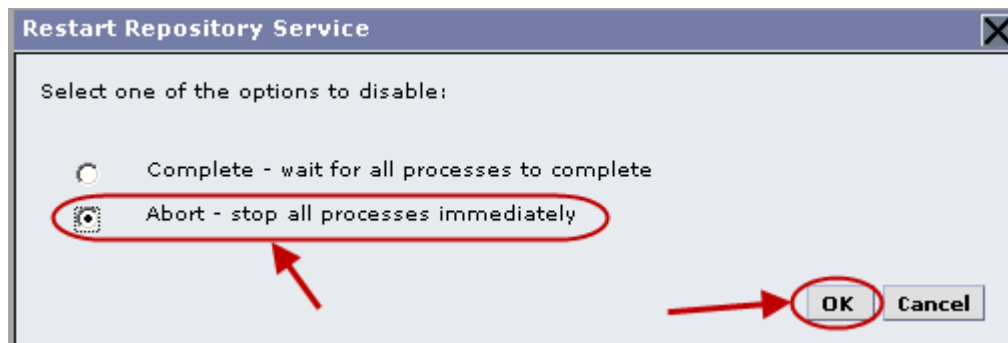 Restart Repository Service
Select one of the options to disable:
Complete - wait for all processes to complete
Abort - stop all processes immediately
OK Cancel